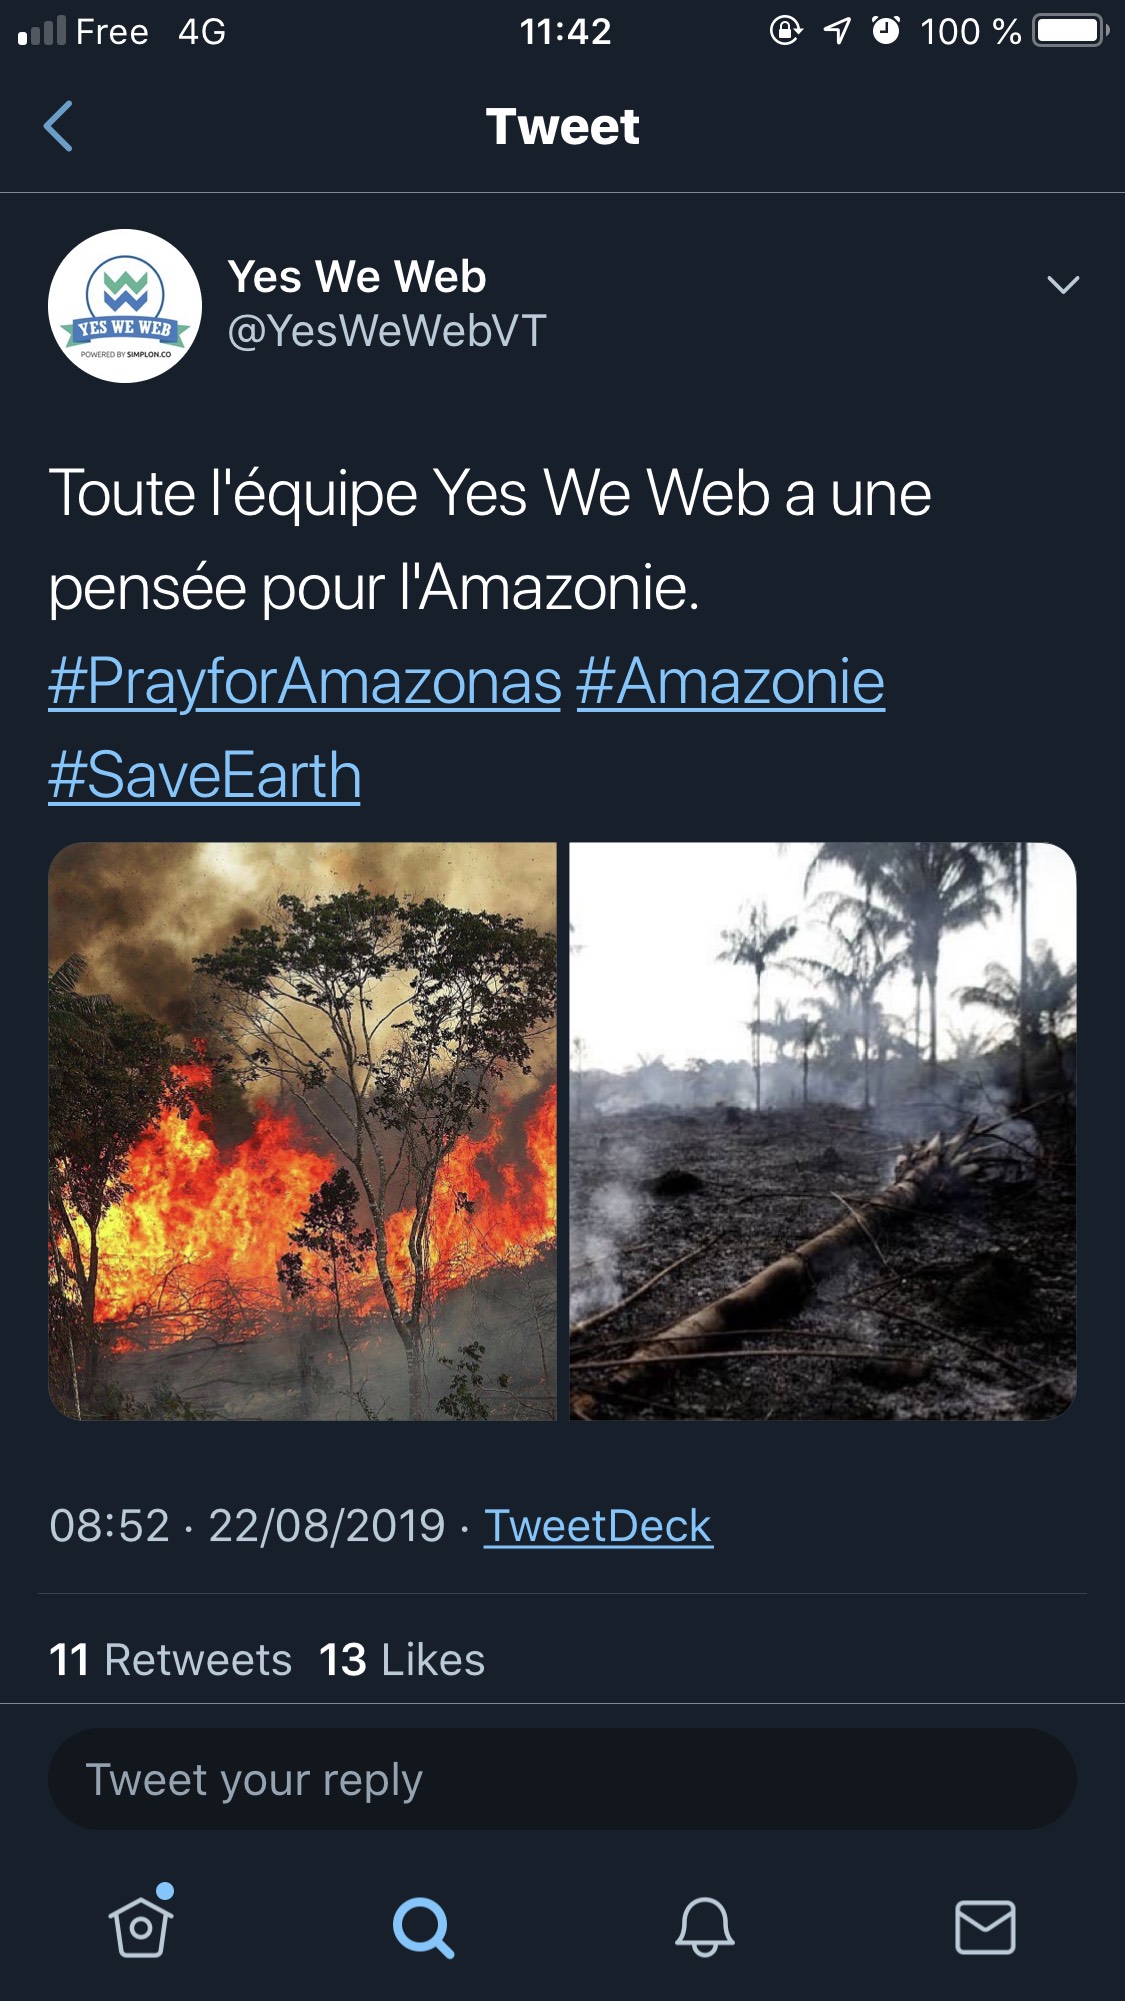 Free 4G 11:42 100 %
Tweet
Yes We Web
@YesWeWebVT
YES WE WEB
POWERED BY SIMPLON.CO
Toute l'équipe Yes We Web a une
pensée pour l'Amazonie.
#PrayforAmazonas #Amazonie
#SaveEarth
08:52 · 22/08/2019 · TweetDeck
11 Retweets 13 Likes
Tweet your reply